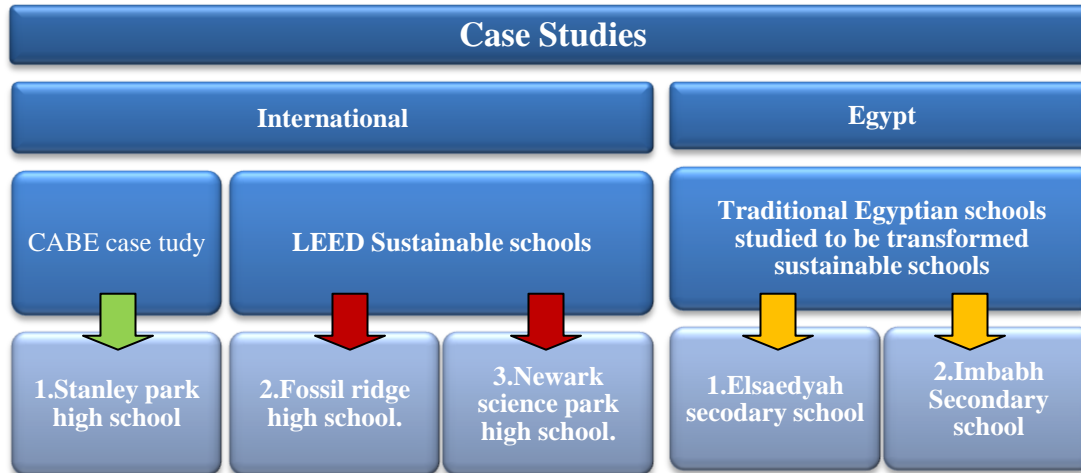 Case Studies
International
Egypt
CABE case tudy
LEED Sustainable schools
Traditional Egyptian schools
studied to be transformed
sustainable schools
1.Stanley park
high school
2.Fossil ridge
high school.
3.Newark
science park
high school.
1.Elsaedyah
secodary school
2.Imbabh
Secondary
school